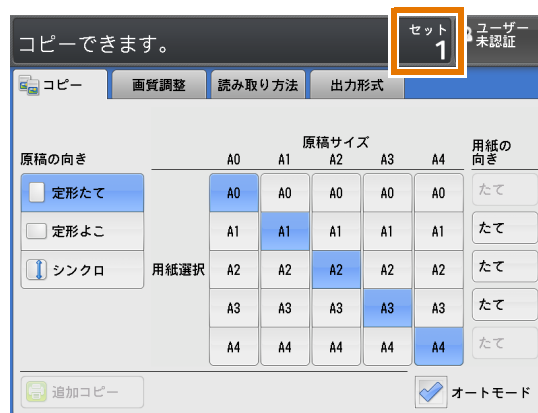 コピーできます。
セット
1
ユーザー
未認証
コピー 画質調整 読み取り方法 出力形式
原稿サイズ
用紙の
向き
原稿の向き
A0 A1 A2 A3 A4
定形たて A0 A0 A0 A0 A0 たて
定形よこ A1 A1 A1 A1 A1 たて
シンクロ 用紙選択 A2 A2 A2 A2 A2 たて
A3 A3 A3 A3 A3 たて
A4 A4 A4 A4 A4 たて
追加コピー オートモード